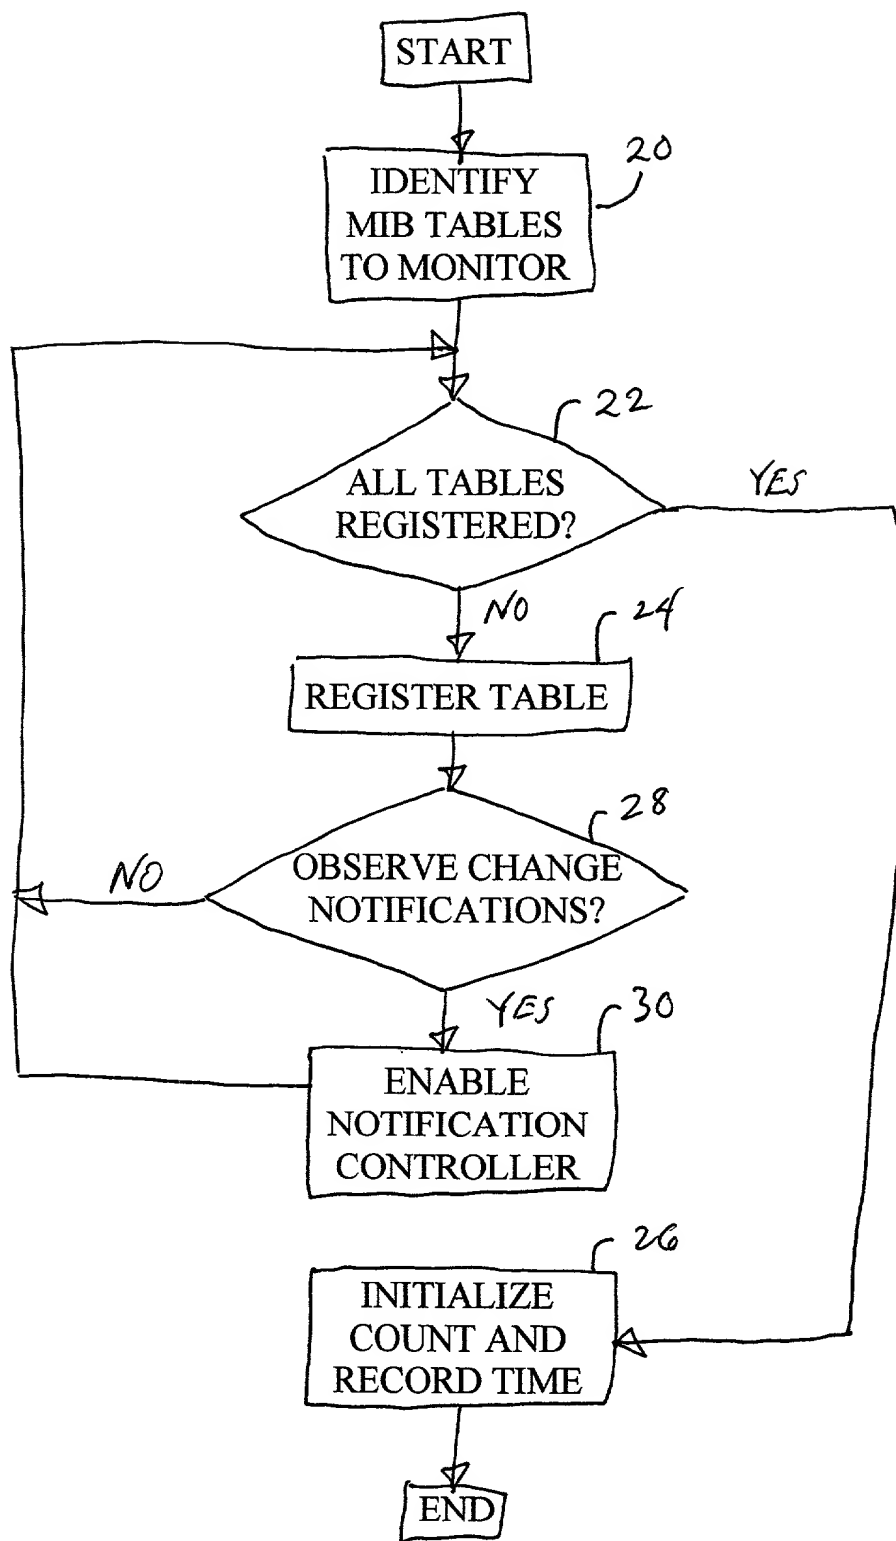 START
20
IDENTIFY
MIB TABLES
TO MONITOR
22
ALL TABLES
REGISTERED?
YES
NO
24
REGISTER TABLE
28
OBSERVE CHANGE
NOTIFICATIONS?
NO
YES
30
ENABLE
NOTIFICATION
CONTROLLER
26
INITIALIZE
COUNT AND
RECORD TIME
END